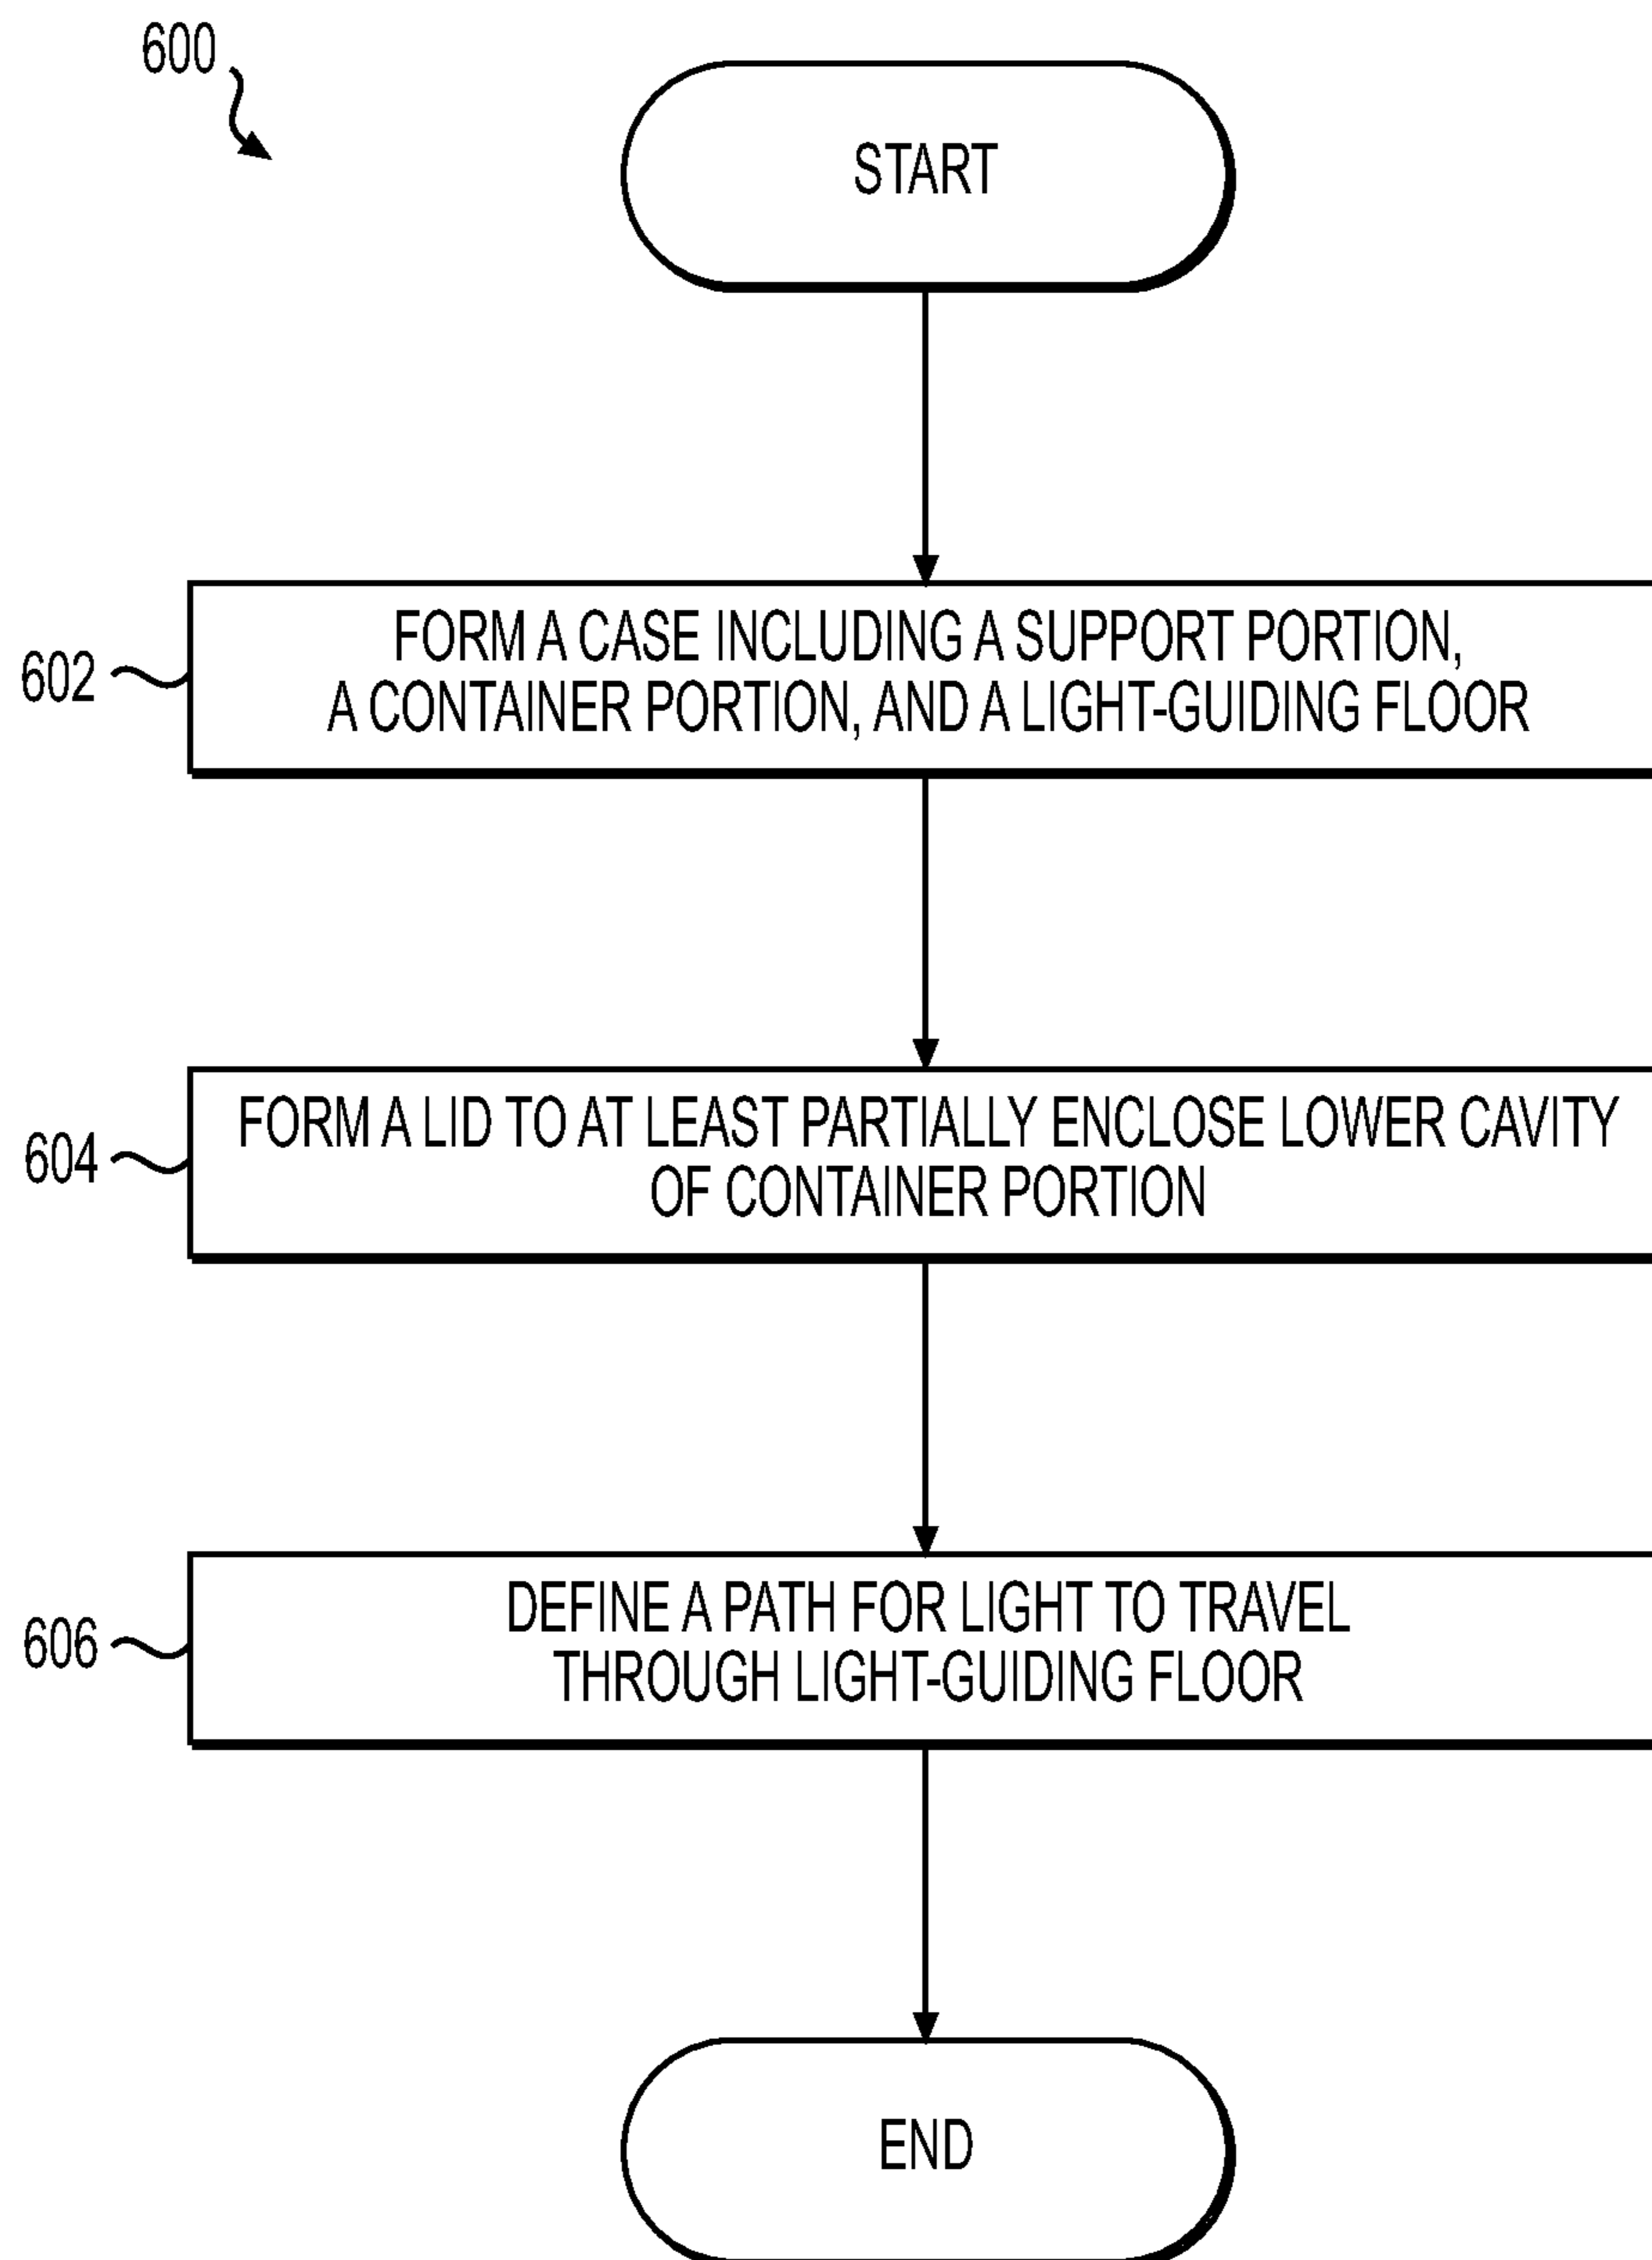 600
START
602
FORM A CASE INCLUDING A SUPPORT PORTION,
A CONTAINER PORTION, AND A LIGHT-GUIDING FLOOR
604
FORM A LID TO AT LEAST PARTIALLY ENCLOSE LOWER CAVITY
OF CONTAINER PORTION
606
DEFINE A PATH FOR LIGHT TO TRAVEL
THROUGH LIGHT-GUIDING FLOOR
END